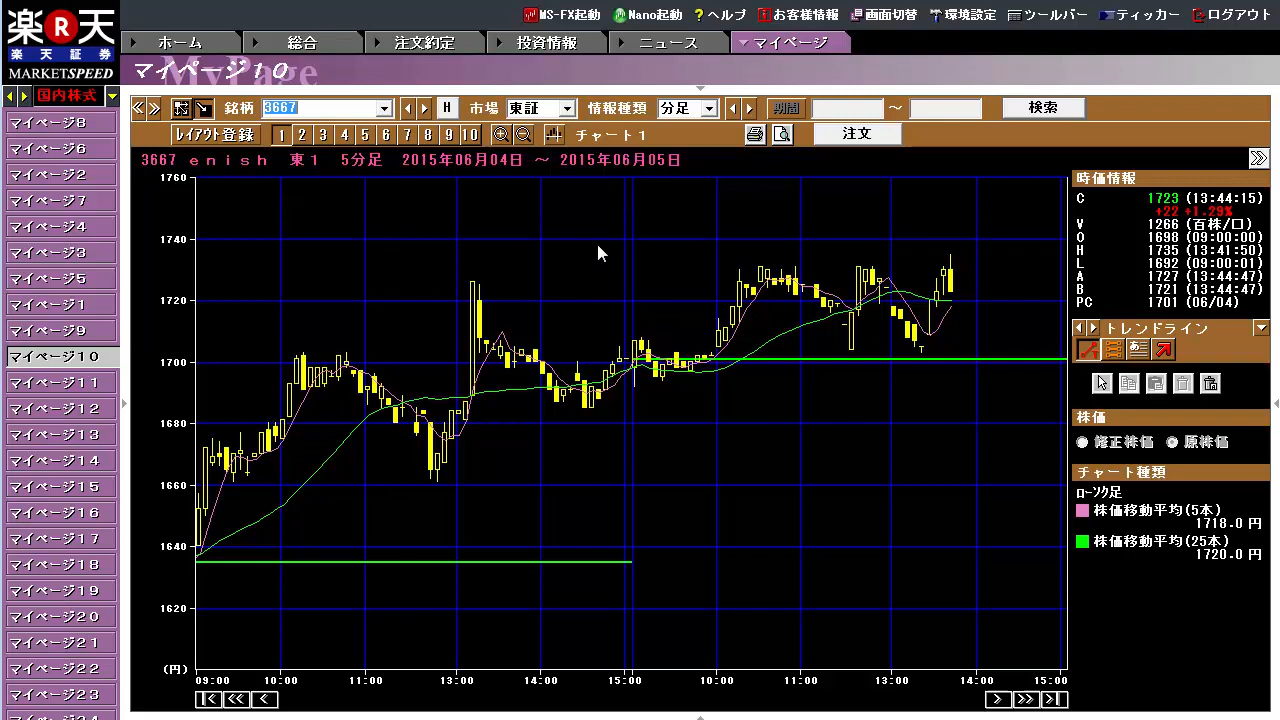 楽R天
楽天証券
MARKETSPEED
MS-FX起動 Nano起動 ?ヘルプ お客様情報 画面切替 環境設定 ツールバー ティッカー ログアウト
ホーム 総合 注文約定 投資情報 ニュース マイページ
マイページ10
MyPage
国内株式
マイページ8
マイページ6
マイページ2
マイページ7
マイページ4
マイページ3
マイページ5
マイページ1
マイページ9
マイページ10
マイページ11
マイページ12
マイページ13
マイページ14
マイページ15
マイページ16
マイページ17
マイページ18
マイページ19
マイページ20
マイページ21
マイページ22
マイページ23
銘柄 3667 H 市場 東証 情報種類 分足 期間 ~ 検索
レイアウト登録 1 2 3 4 5 6 7 8 9 10 チャート1 注文
3667 enish 東1 5分足 2015年06月04日 ~ 2015年06月05日
1760
1740
1720
1700
1680
1660
1640
1620
(円)
09:00 10:00 11:00 13:00 14:00 15:00 10:00 11:00 13:00 14:00 15:00
時価情報
C 1723 (13:44:15)
+22 +1.29%
V 1266 (百株/口)
O 1698 (09:00:00)
H 1735 (13:41:50)
L 1692 (09:00:01)
A 1727 (13:44:47)
B 1721 (13:44:47)
PC 1701 (06/04)
トレンドライン
株価
修正株価 原株価
チャート種類
ローソク足
株価移動平均(5本)
1718.0 円
株価移動平均(25本)
1720.0 円